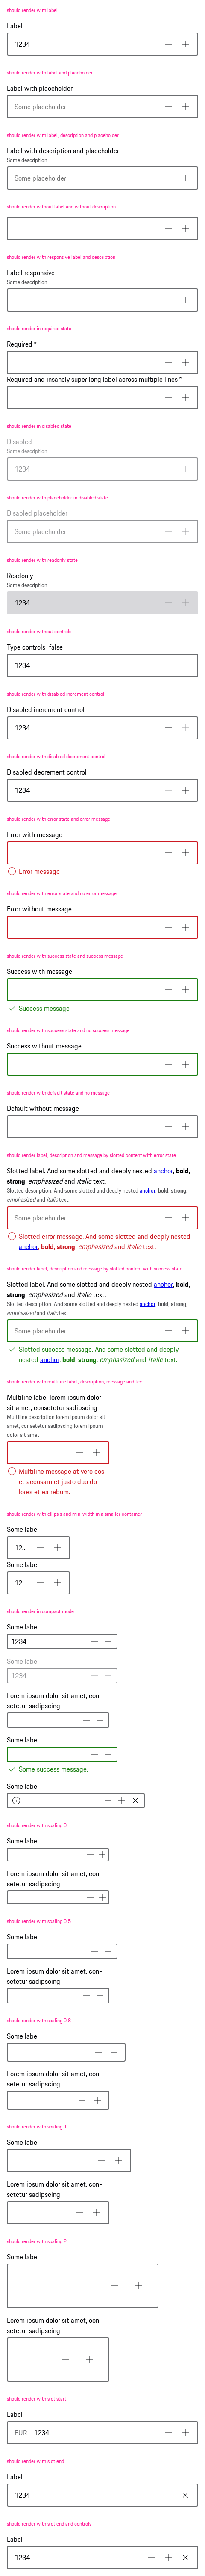 should render with label
Label
1234
should render with label and placeholder
Label with placeholder
Some placeholder
should render with label, description and placeholder
Label with description and placeholder
Some description
Some placeholder
should render without label and without description
should render with responsive label and description
Label responsive
Some description
should render in required state
Required *
Required and insanely super long label across multiple lines *
should render in disabled state
Disabled
Some description
1234
should render with placeholder in disabled state
Disabled placeholder
Some placeholder
should render with readonly state
Readonly
Some description
1234
should render without controls
Type controls=false
1234
should render with disabled increment control
Disabled increment control
1234
should render with disabled decrement control
Disabled decrement control
1234
should render with error state and error message
Error with message
Error message
should render with error state and no error message
Error without message
should render with success state and success message
Success with message
Success message
should render with success state and no success message
Success without message
should render with default state and no message
Default without message
should render label, description and message by slotted content with error state
Slotted label. And some slotted and deeply nested anchor, bold,
strong, emphasized and italic text.
Slotted description. And some slotted and deeply nested anchor, bold, strong,
emphasized and italic text.
Some placeholder
Slotted error message. And some slotted and deeply nested
anchor, bold, strong, emphasized and italic text.
should render label, description and message by slotted content with success state
Slotted label. And some slotted and deeply nested anchor, bold,
strong, emphasized and italic text.
Slotted description. And some slotted and deeply nested anchor, bold, strong,
emphasized and italic text.
Some placeholder
Slotted success message. And some slotted and deeply
nested anchor, bold, strong, emphasized and italic text.
should render with multiline label, description, message and text
Multiline label lorem ipsum dolor
sit amet, consetetur sadipscing
Multiline description lorem ipsum dolor sit
amet, consetetur sadipscing lorem ipsum
dolor sit amet
Multiline message at vero eos
et accusam et justo duo do-
lores et ea rebum.
should render with ellipsis and min-width in a smaller container
Some label
12...
Some label
12...
should render in compact mode
Some label
1234
Some label
1234
Lorem ipsum dolor sit amet, con-
setetur sadipscing
Some label
Some success message.
Some label
should render with scaling 0
Some label
Lorem ipsum dolor sit amet, con-
setetur sadipscing
should render with scaling 0.5
Some label
Lorem ipsum dolor sit amet, con-
setetur sadipscing
should render with scaling 0.8
Some label
Lorem ipsum dolor sit amet, con-
setetur sadipscing
should render with scaling 1
Some label
Lorem ipsum dolor sit amet, con-
setetur sadipscing
should render with scaling 2
Some label
Lorem ipsum dolor sit amet, con-
setetur sadipscing
should render with slot start
Label
EUR 1234
should render with slot end
Label
1234
should render with slot end and controls
Label
1234